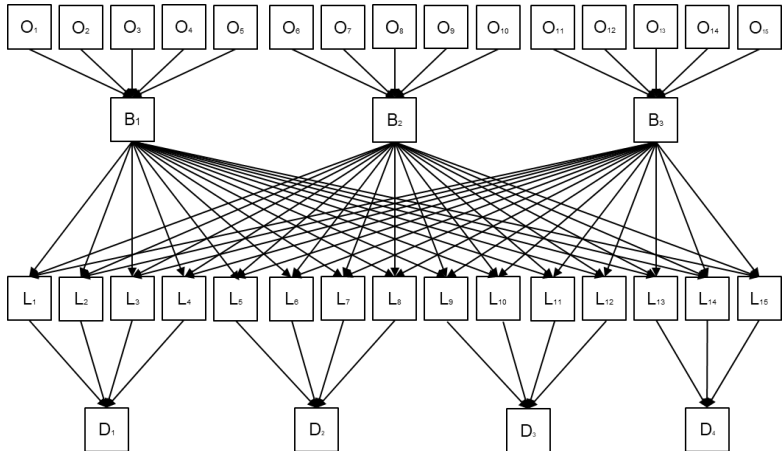 O₁ O₂ O₃ O₄ O₅ O₆ O₇ O₈ O₉ O₁₀ O₁₁ O₁₂ O₁₃ O₁₄ O₁₅
B₁ B₂ B₃
L₁ L₂ L₃ L₄ L₅ L₆ L₇ L₈ L₉ L₁₀ L₁₁ L₁₂ L₁₃ L₁₄ L₁₅
D₁ D₂ D₃ D₄